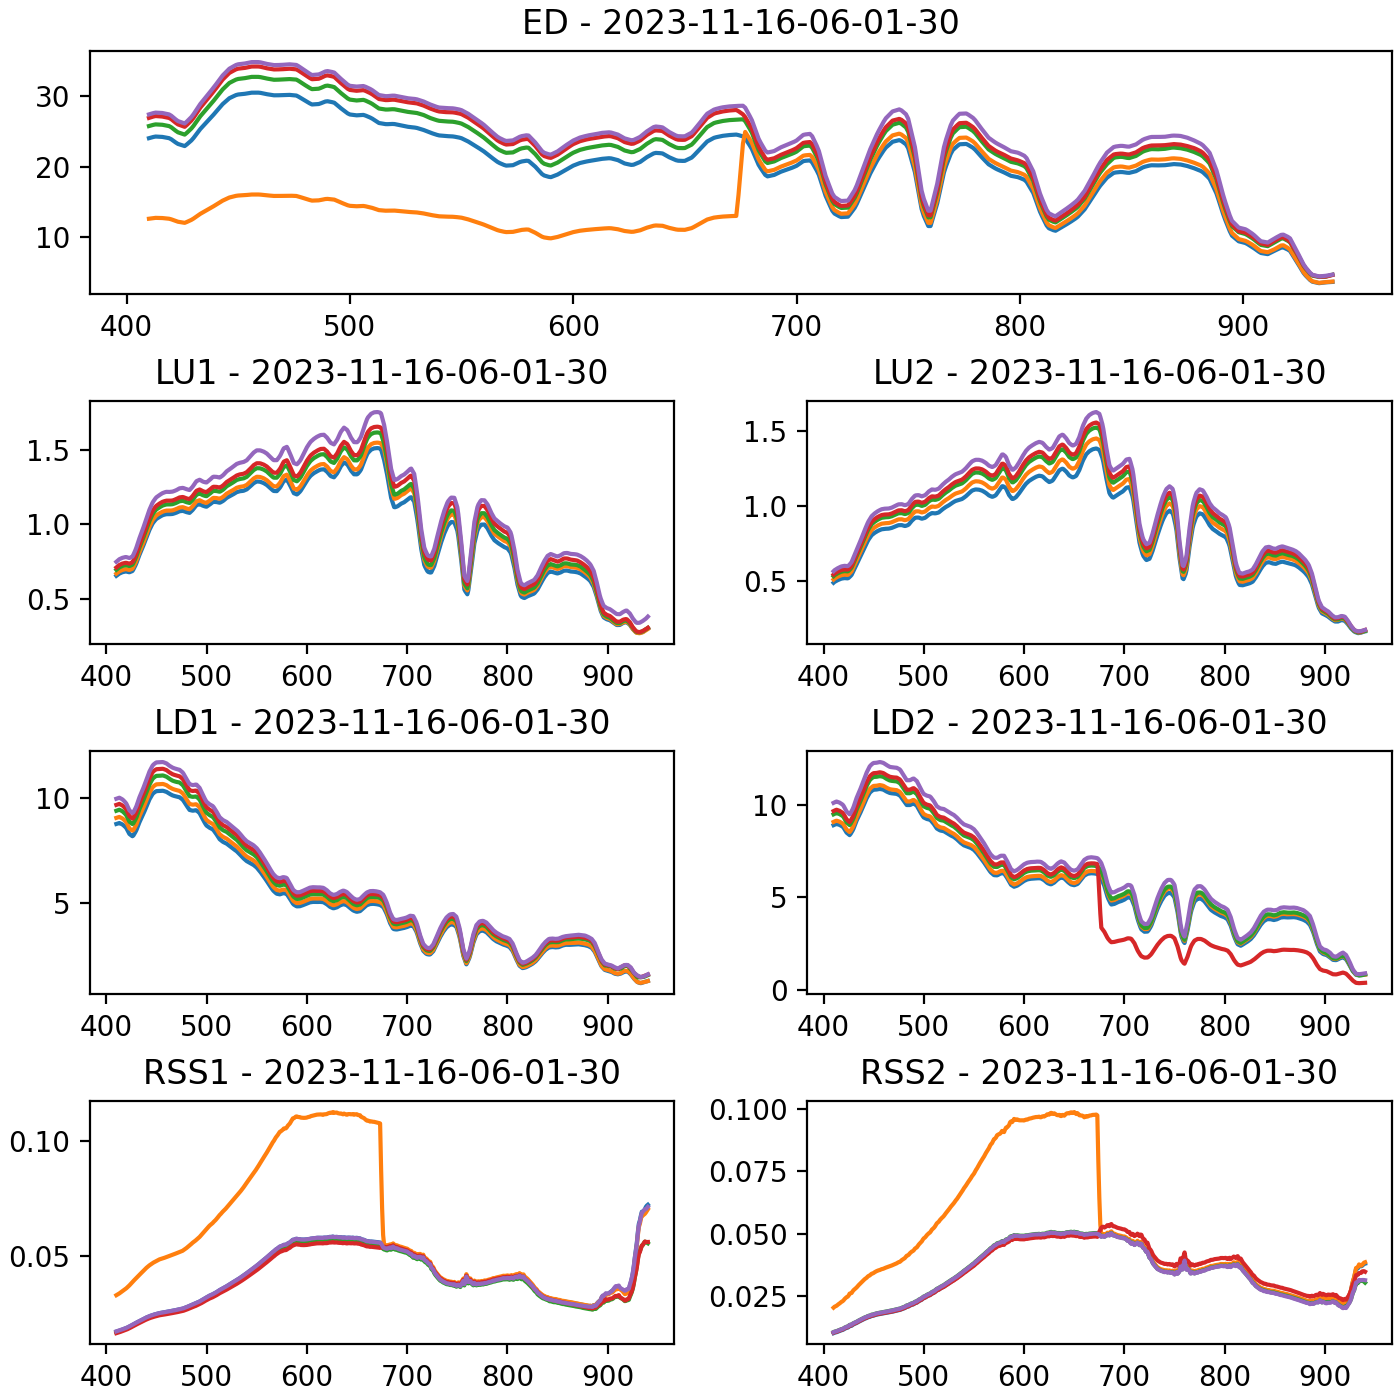 ED - 2023-11-16-06-01-30
30
20
10
400 500 600 700 800 900
LU1 - 2023-11-16-06-01-30
1.5
1.0
0.5
400 500 600 700 800 900
LU2 - 2023-11-16-06-01-30
1.5
1.0
0.5
400 500 600 700 800 900
LD1 - 2023-11-16-06-01-30
10
5
400 500 600 700 800 900
LD2 - 2023-11-16-06-01-30
10
5
0
400 500 600 700 800 900
RSS1 - 2023-11-16-06-01-30
0.10
0.05
400 500 600 700 800 900
RSS2 - 2023-11-16-06-01-30
0.100
0.075
0.050
0.025
400 500 600 700 800 900